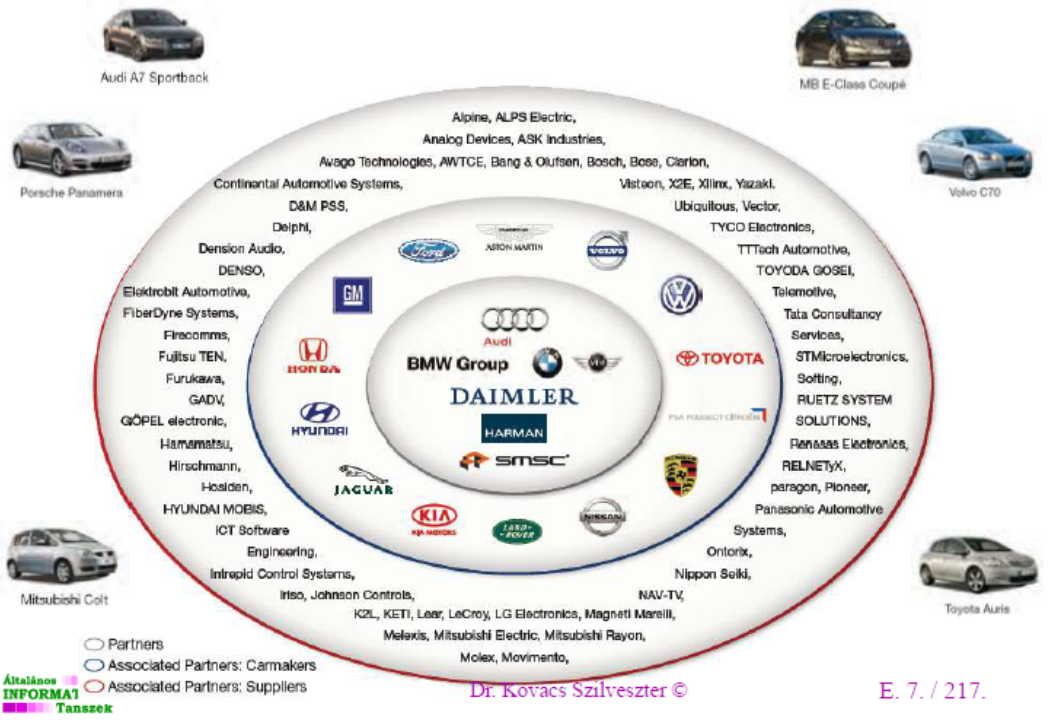 Audi A7 Sportback
MB E-Class Coupé
Porsche Panamera
Volvo C70
Alpine, ALPS Electric,
Analog Devices, ASK Industries,
Avago Technologies, AWTCE, Bang & Olufsen, Bosch, Bose, Clarion,
Continental Automotive Systems,
D&M PSS,
Delphi,
Dension Audio,
DENSO,
Elektrobit Automotive,
FiberDyne Systems,
Firecomms,
Fujitsu TEN,
Furukawa,
GADV,
GÖPEL electronic,
Hamamatsu,
Hirschmann,
Hosiden,
HYUNDAI MOBIS,
ICT Software
Engineering,
Intrepid Control Systems,
Iriso, Johnson Controls,
K2L, KETI, Lear, LeCroy, LG Electronics, Magneti Marelli,
Melexis, Mitsubishi Electric, Mitsubishi Rayon,
Molex, Movimento,
NAV-TV,
Nippon Seiki,
Ontorix,
Systems,
Panasonic Automotive
paragon, Pioneer,
RELNETyX,
Renesas Electronics,
SOLUTIONS,
RUETZ SYSTEM
Softing,
STMicroelectronics,
Services,
Tata Consultancy
Telemotive,
TOYODA GOSEI,
TTTech Automotive,
TYCO Electronics,
Ubiquitous, Vector,
Visteon, X2E, Xilinx, Yazaki.
Ford
ASTON MARTIN
VOLVO
GM
HONDA
TOYOTA
HYUNDAI
PSA PEUGEOT CITROËN
JAGUAR
KIA
KIA MOTORS
LAND-
ROVER
NISSAN
Audi
BMW Group
MINI
DAIMLER
HARMAN
smsc
Mitsubishi Colt
Toyota Auris
Partners
Associated Partners: Carmakers
Associated Partners: Suppliers
Általános
INFORMAT
Tanszek
Dr. Kovács Szilveszter ©
E. 7. / 217.